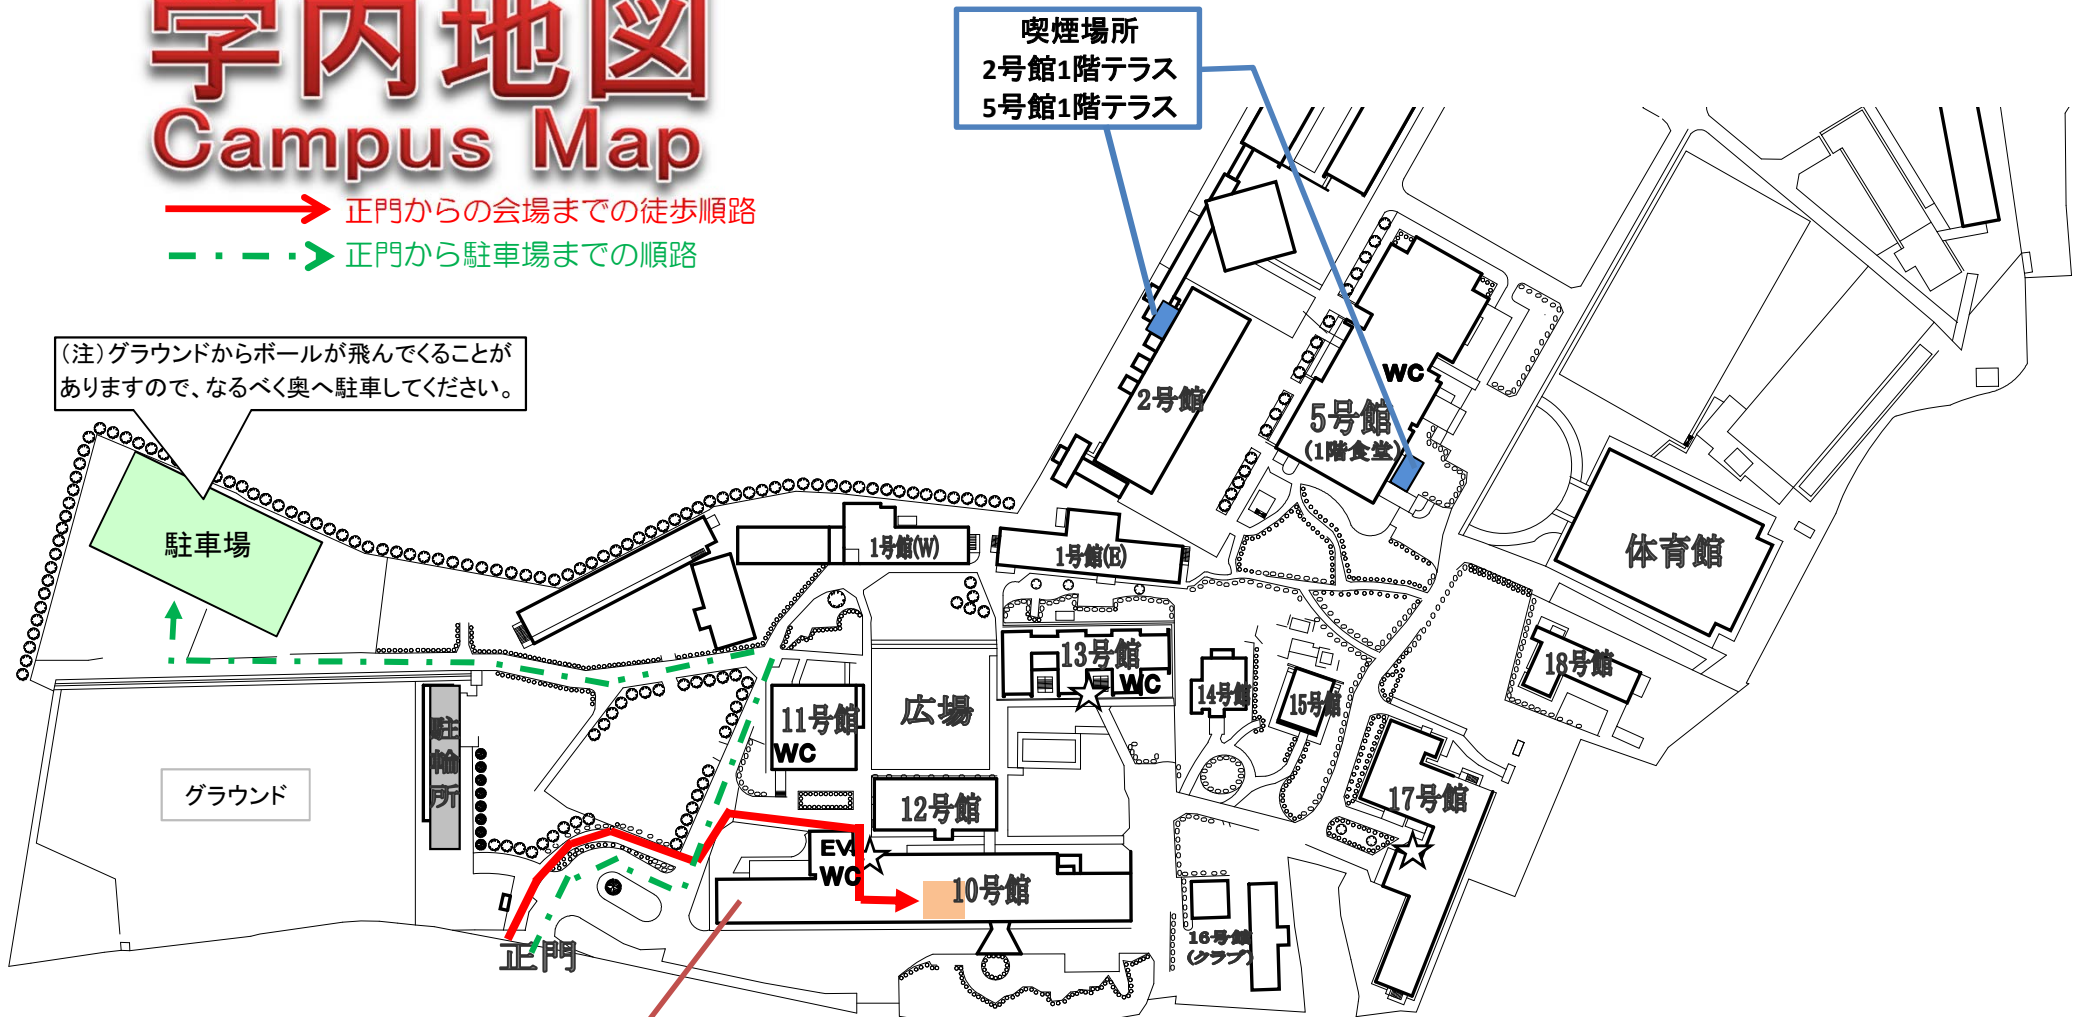 学内地図
Campus Map
正門からの会場までの徒歩順路
正門から駐車場までの順路
喫煙場所
2号館1階テラス
5号館1階テラス
(注)グラウンドからボールが飛んでくることが
ありますので、なるべく奥へ駐車してください。
駐車場
2号館
WC
5号館
(1階食堂)
1号館(W)
1号館(E)
体育館
13号館
WC
14号館
15号館
18号館
広場
11号館
WC
駐輪所
グラウンド
12号館
17号館
EV
WC
10号館
16号館
(クラブ)
正門